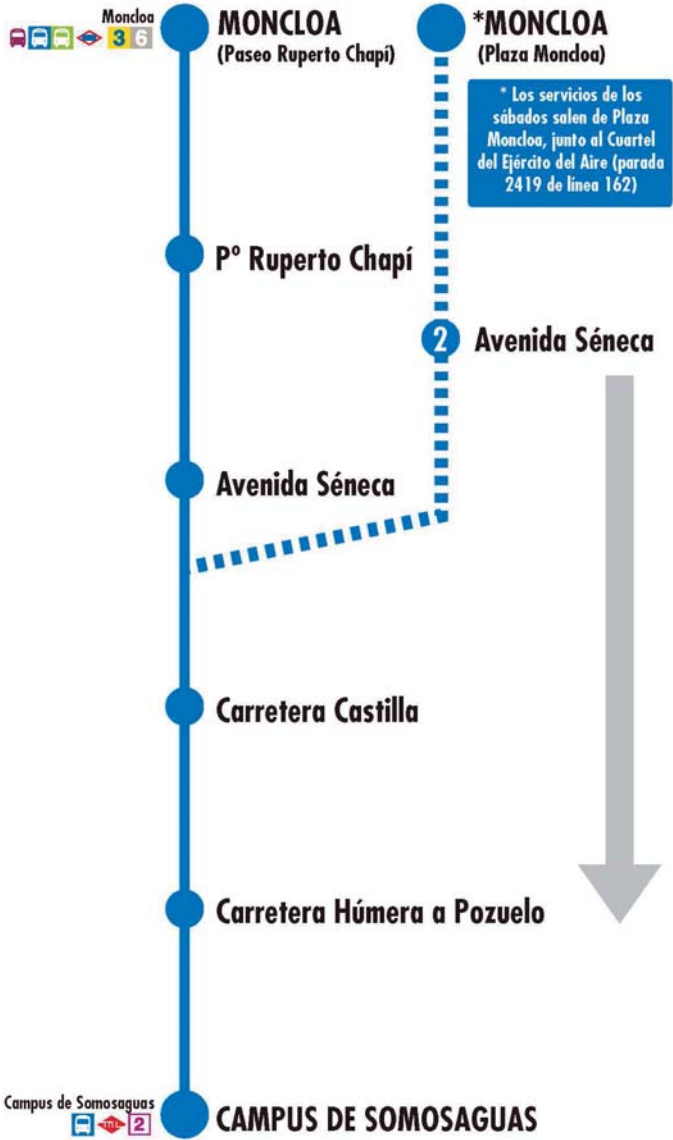 Moncloa
3 6
MONCLOA
(Paseo Ruperto Chapí)
*MONCLOA
(Plaza Moncloa)
* Los servicios de los
sábados salen de Plaza
Moncloa, junto al Cuartel
del Ejército del Aire (parada
2419 de línea 162)
Pº Ruperto Chapí
2 Avenida Séneca
Avenida Séneca
Carretera Castilla
Carretera Húmera a Pozuelo
Campus de Somosaguas
ML 2
CAMPUS DE SOMOSAGUAS